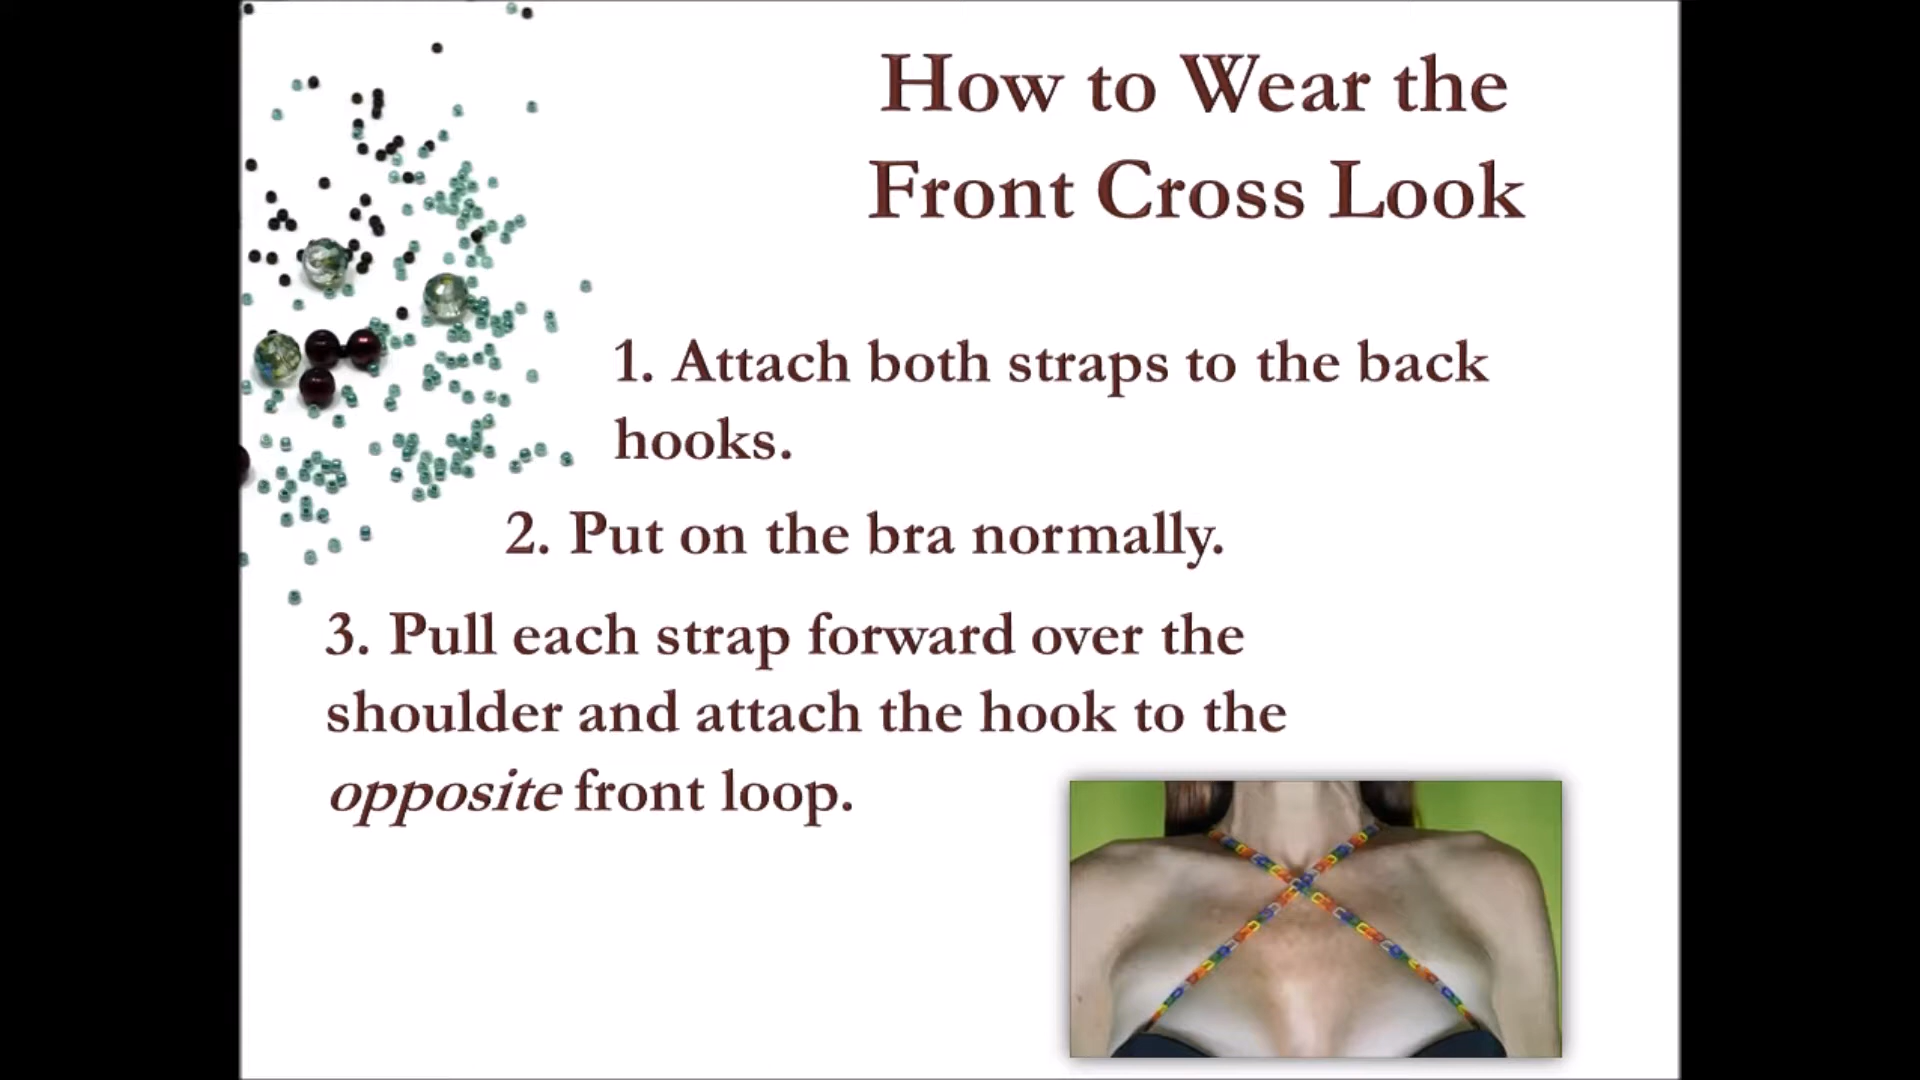 How to Wear the
Front Cross Look
1. Attach both straps to the back
hooks.
2. Put on the bra normally.
3. Pull each strap forward over the
shoulder and attach the hook to the
opposite front loop.